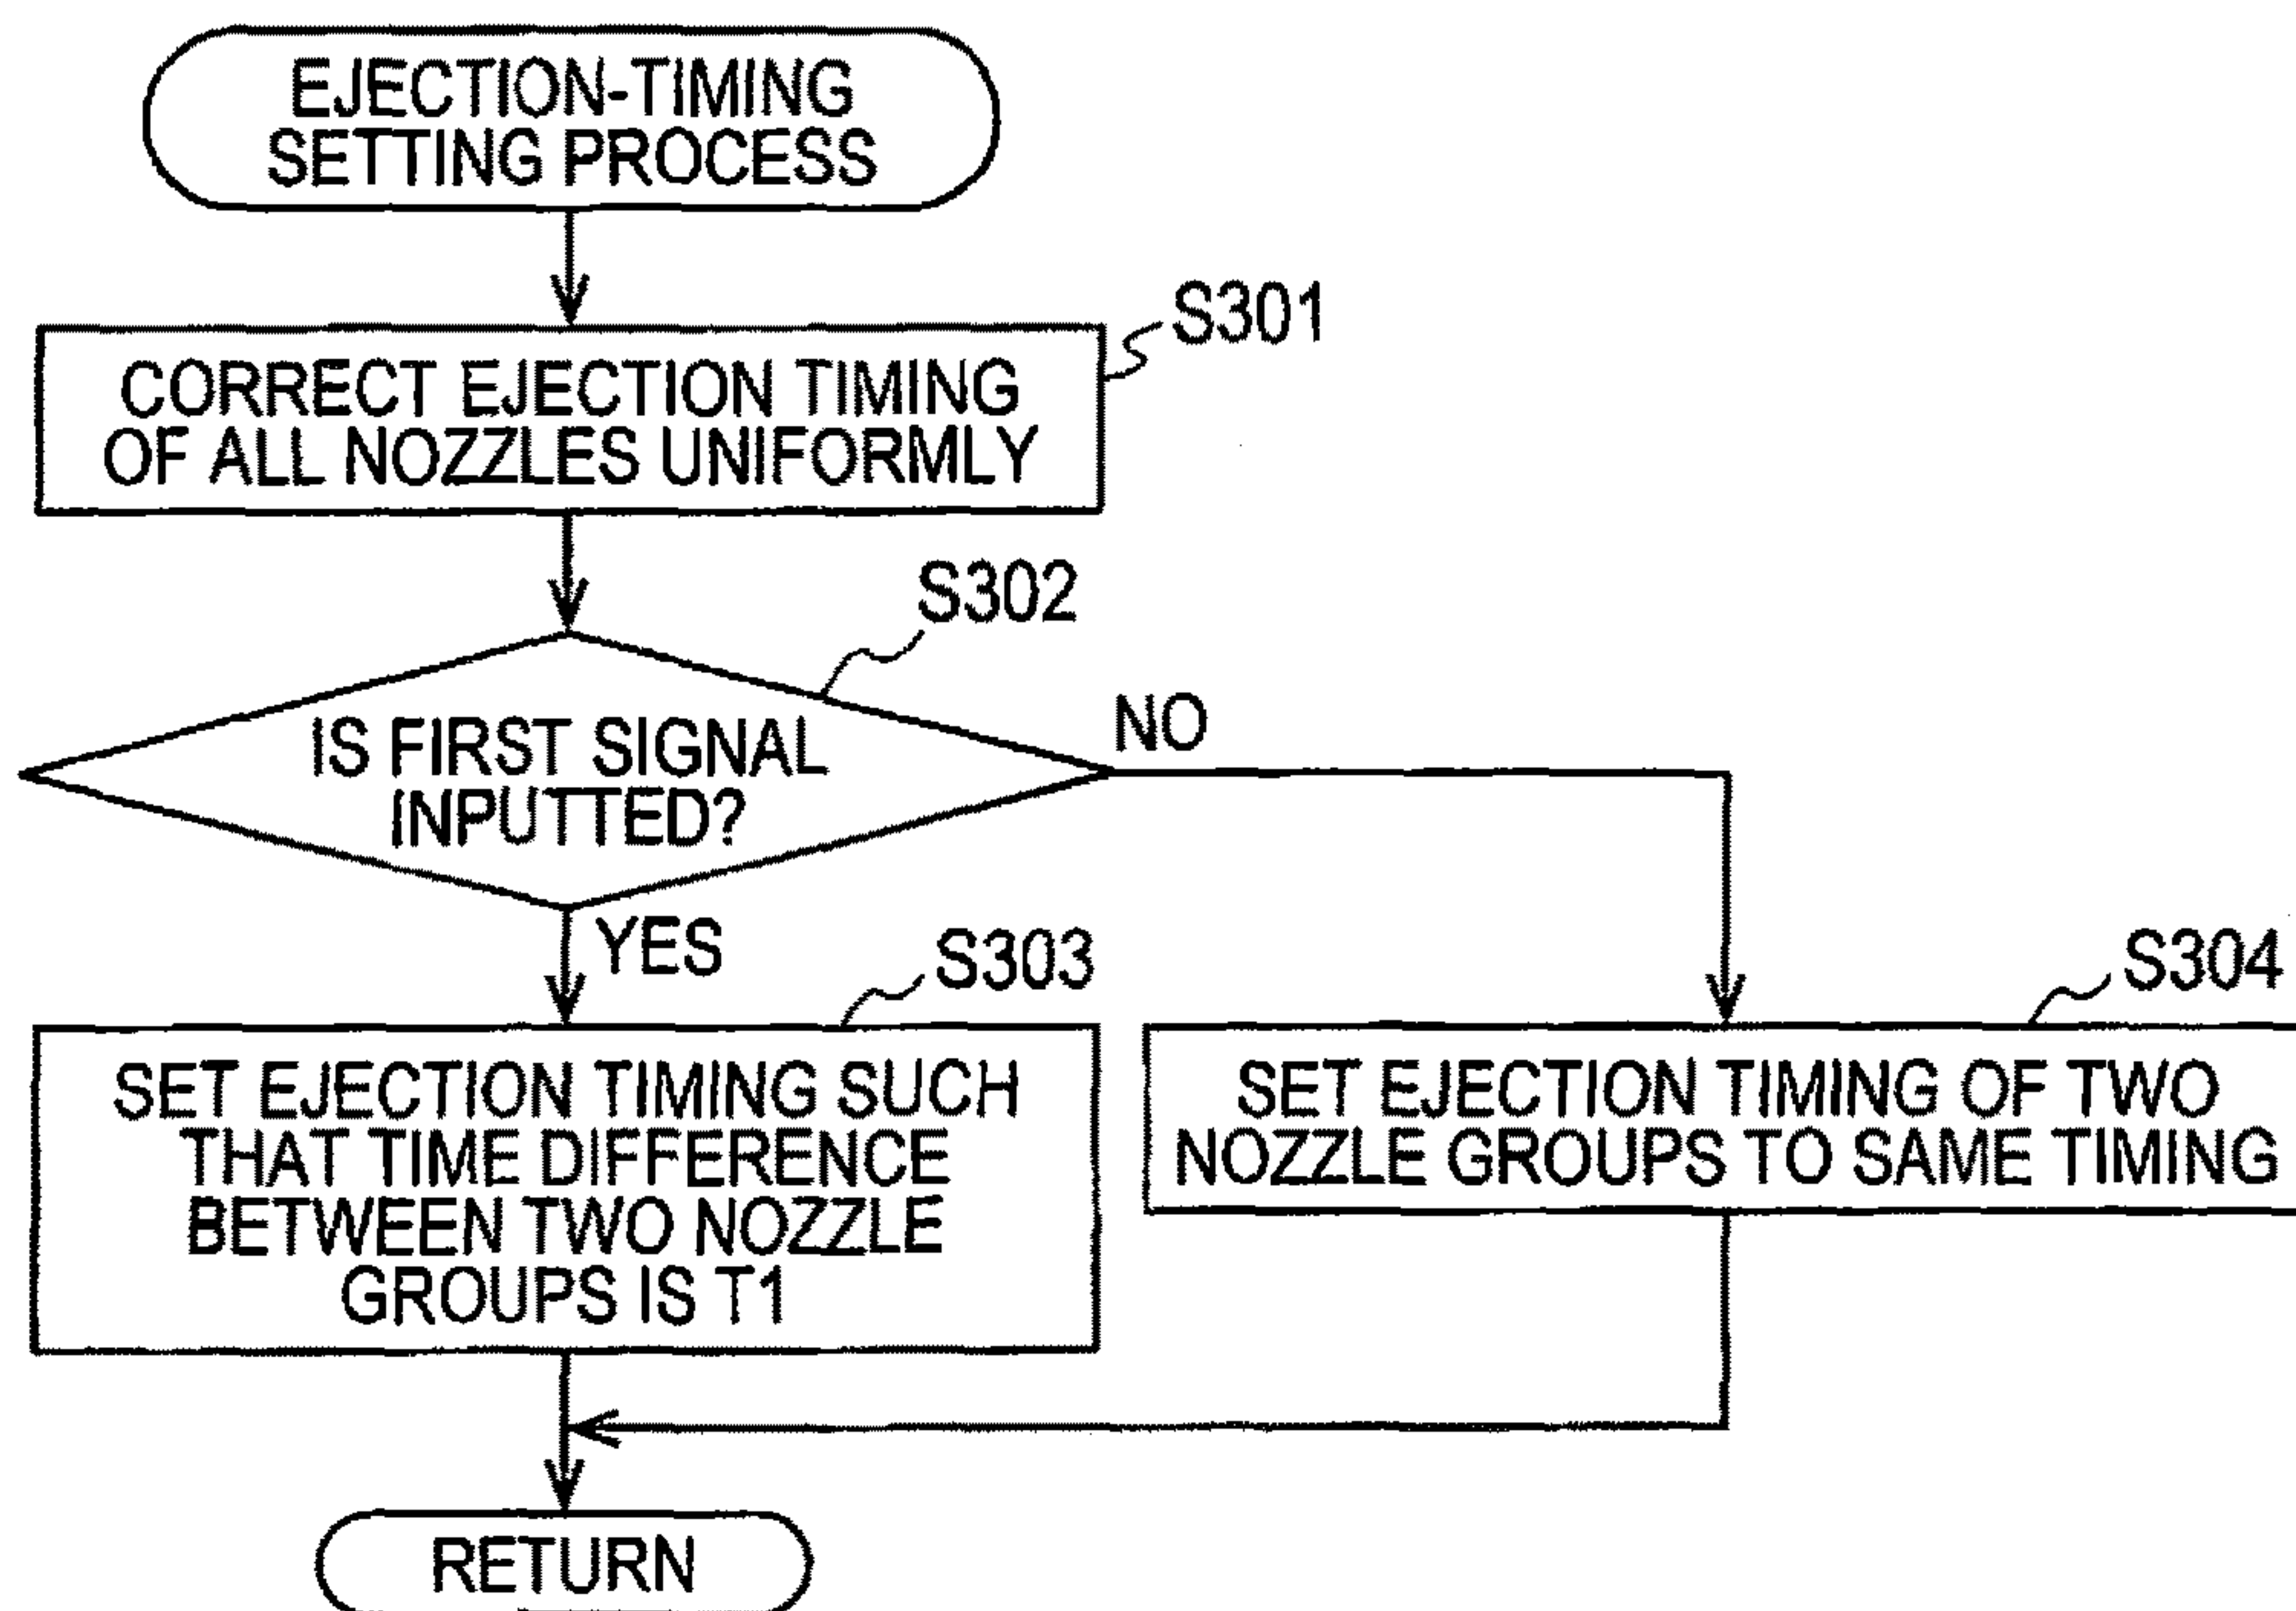 EJECTION-TIMING
SETTING PROCESS
S301
CORRECT EJECTION TIMING
OF ALL NOZZLES UNIFORMLY
S302
IS FIRST SIGNAL
INPUTTED?
NO
YES
S303
SET EJECTION TIMING SUCH
THAT TIME DIFFERENCE
BETWEEN TWO NOZZLE
GROUPS IS T1
S304
SET EJECTION TIMING OF TWO
NOZZLE GROUPS TO SAME TIMING
RETURN